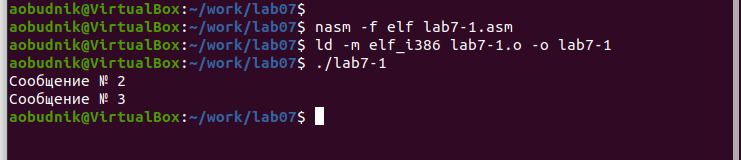 aobudnik@VirtualBox:~/work/lab07$
aobudnik@VirtualBox:~/work/lab07$ nasm -f elf lab7-1.asm
aobudnik@VirtualBox:~/work/lab07$ ld -m elf_i386 lab7-1.o -o lab7-1
aobudnik@VirtualBox:~/work/lab07$ ./lab7-1
Сообщение № 2
Сообщение № 3
aobudnik@VirtualBox:~/work/lab07$